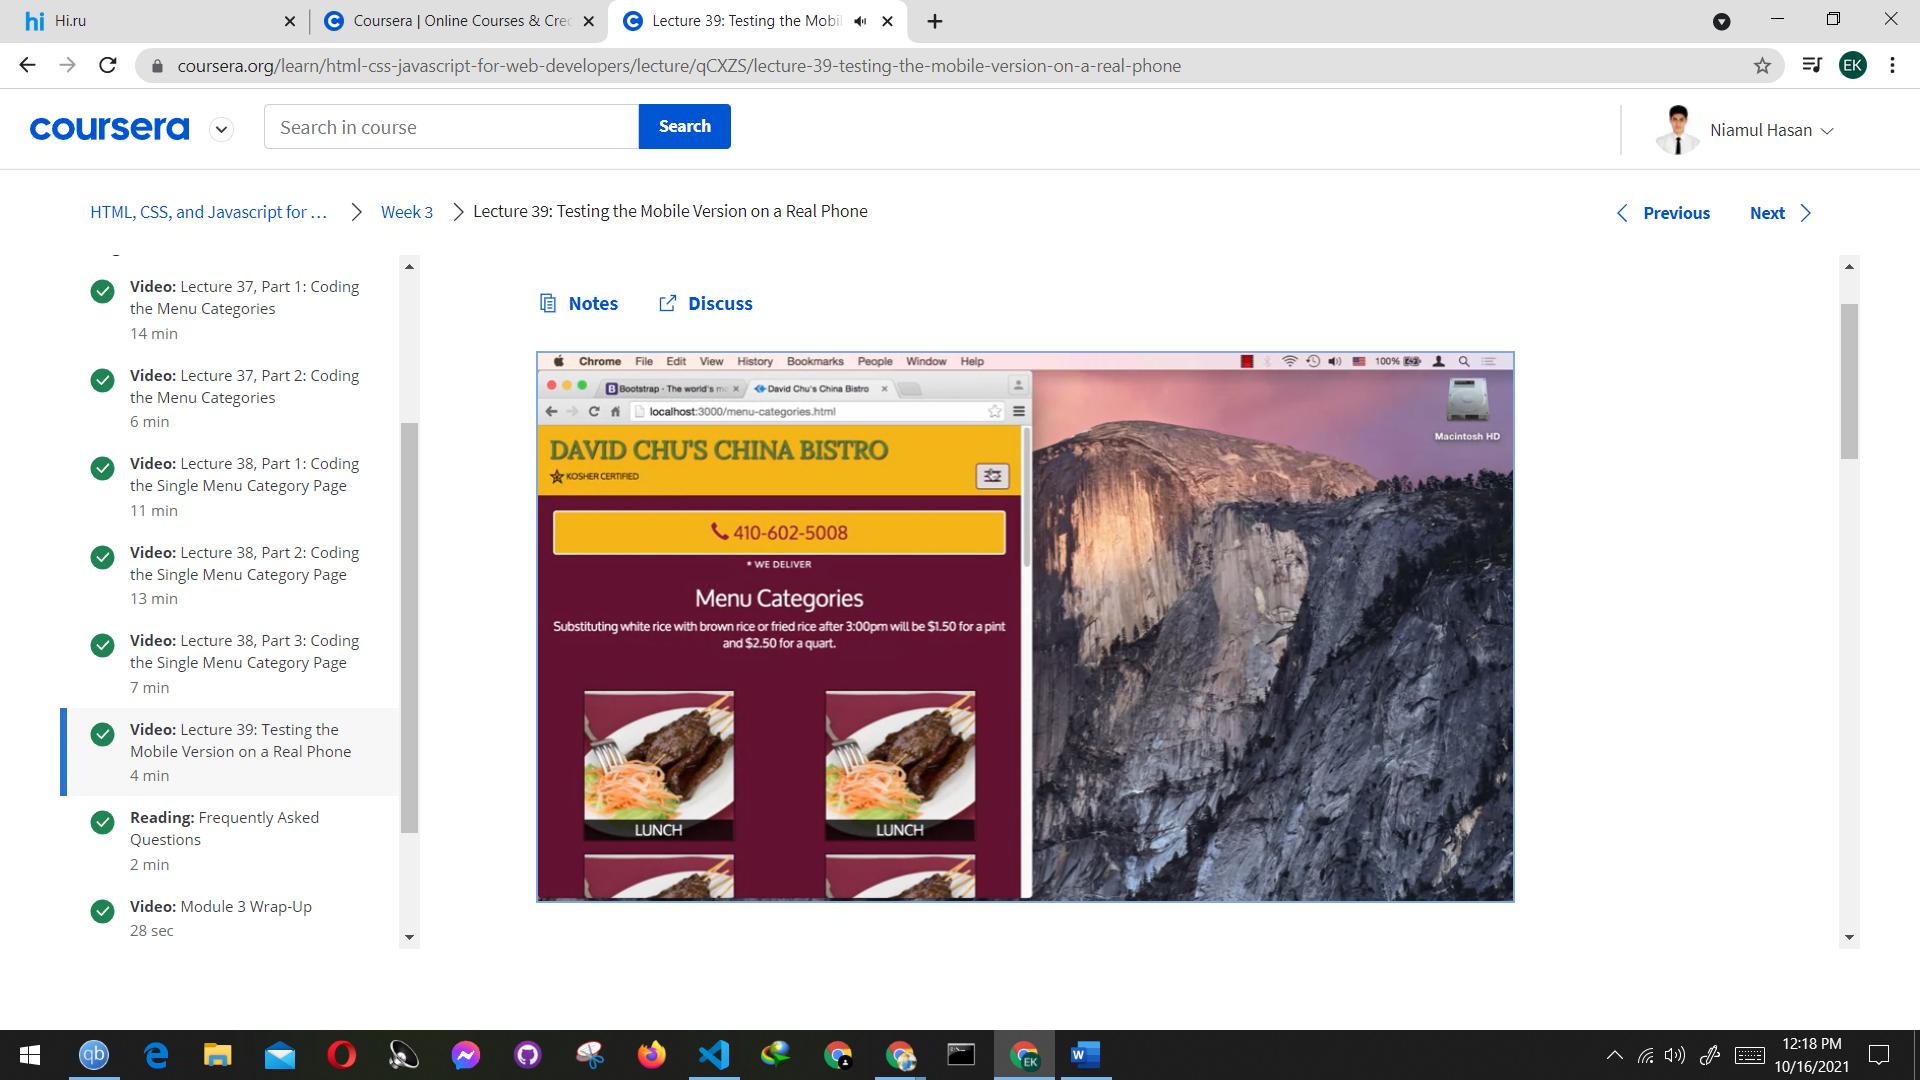 hi Hi.ru
Coursera | Online Courses & Cred
Lecture 39: Testing the Mobil
coursera.org/learn/html-css-javascript-for-web-developers/lecture/qCXZS/lecture-39-testing-the-mobile-version-on-a-real-phone
EK
coursera
Search in course
Search
Niamul Hasan
HTML, CSS, and Javascript for ...
Week 3
Lecture 39: Testing the Mobile Version on a Real Phone
Previous
Next
Video: Lecture 37, Part 1: Coding
the Menu Categories
14 min
Video: Lecture 37, Part 2: Coding
the Menu Categories
6 min
Video: Lecture 38, Part 1: Coding
the Single Menu Category Page
11 min
Video: Lecture 38, Part 2: Coding
the Single Menu Category Page
13 min
Video: Lecture 38, Part 3: Coding
the Single Menu Category Page
7 min
Video: Lecture 39: Testing the
Mobile Version on a Real Phone
4 min
Reading: Frequently Asked
Questions
2 min
Video: Module 3 Wrap-Up
28 sec
Notes
Discuss
Chrome File Edit View History Bookmarks People Window Help
100%
Bootstrap · The world's mo
David Chu's China Bistro
localhost:3000/menu-categories.html
Macintosh HD
DAVID CHU'S CHINA BISTRO
KOSHER CERTIFIED
410-602-5008
* WE DELIVER
Menu Categories
Substituting white rice with brown rice or fried rice after 3:00pm will be $1.50 for a pint
and $2.50 for a quart.
LUNCH
LUNCH
qb
EK
W
12:18 PM
10/16/2021